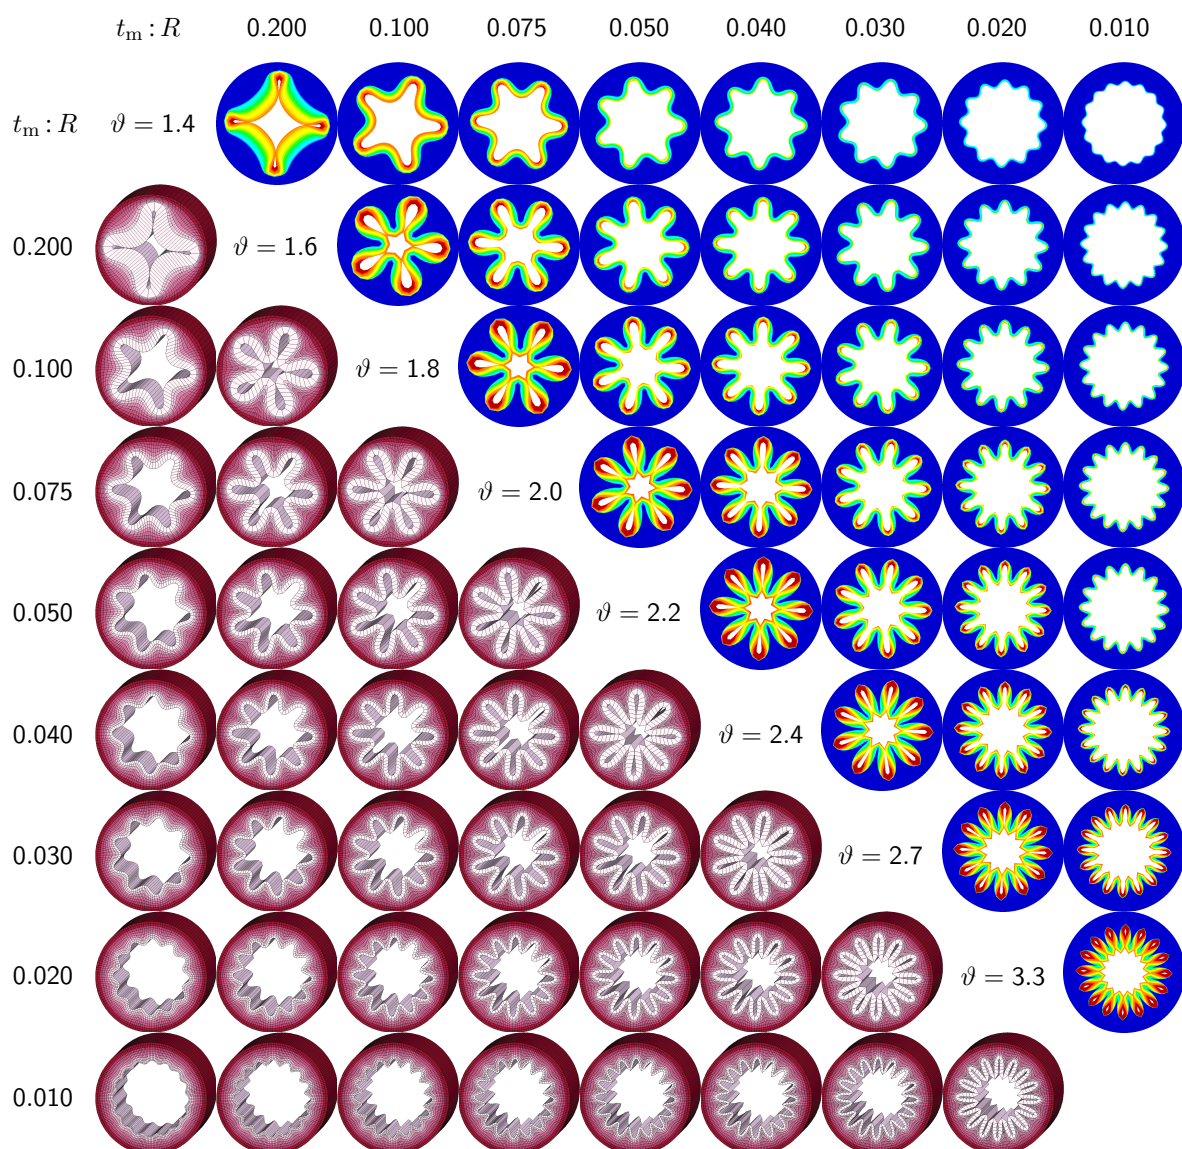 t_m : R 0.200 0.100 0.075 0.050 0.040 0.030 0.020 0.010
t_m : R ϑ = 1.4
0.200 ϑ = 1.6
0.100 ϑ = 1.8
0.075 ϑ = 2.0
0.050 ϑ = 2.2
0.040 ϑ = 2.4
0.030 ϑ = 2.7
0.020 ϑ = 3.3
0.010